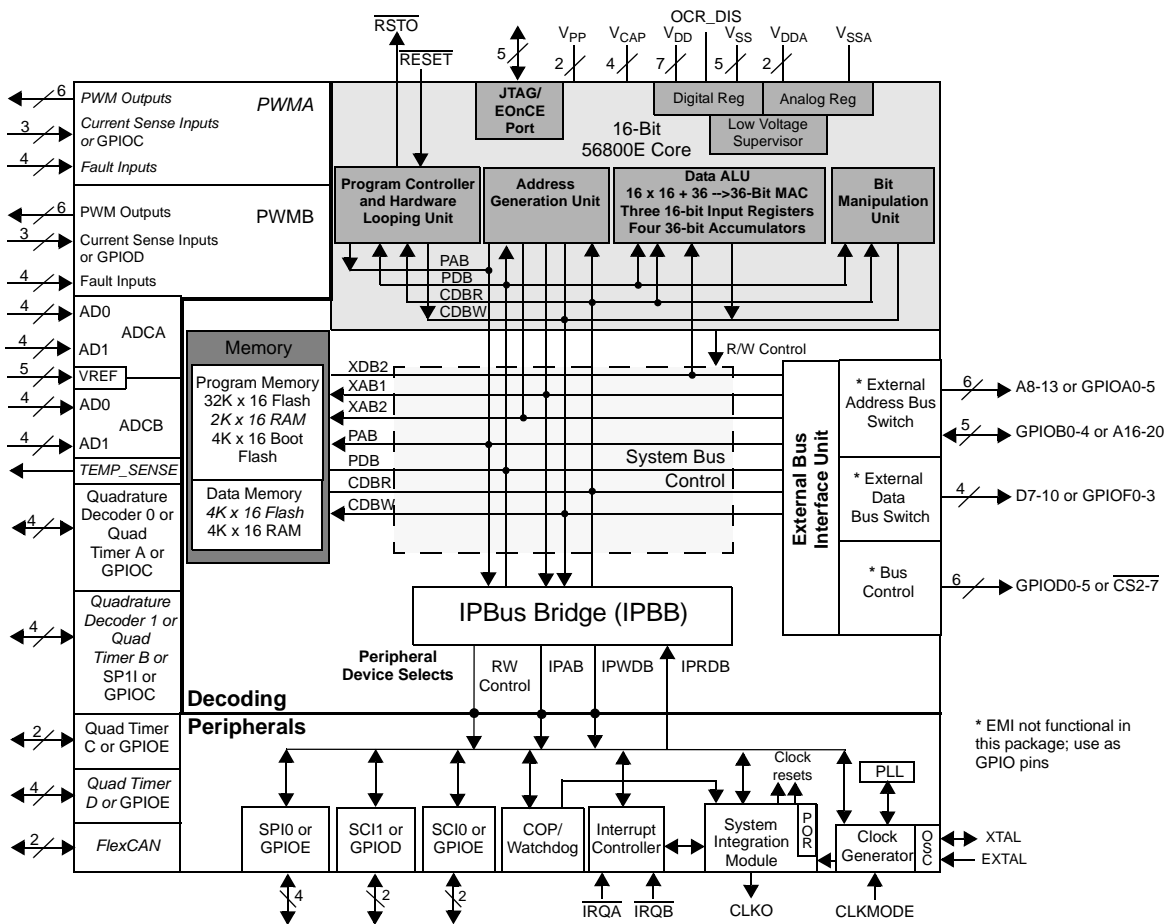 RSTO
RESET
5
VPP
2
VCAP
4
VDD
7
OCR_DIS
VSS
5
VDDA
2
VSSA
JTAG/
EOnCE
Port
Digital Reg
Analog Reg
Low Voltage
Supervisor
16-Bit
56800E Core
Program Controller
and Hardware
Looping Unit
Address
Generation Unit
Data ALU
16 x 16 + 36 -->36-Bit MAC
Three 16-bit Input Registers
Four 36-bit Accumulators
Bit
Manipulation
Unit
PAB
PDB
CDBR
CDBW
6
PWM Outputs
PWMA
3
Current Sense Inputs
or GPIOC
4
Fault Inputs
6
PWM Outputs
PWMB
3
Current Sense Inputs
or GPIOD
4
Fault Inputs
4
AD0
ADCA
4
AD1
5
VREF
4
AD0
ADCB
4
AD1
TEMP_SENSE
4
Quadrature
Decoder 0 or
Quad
Timer A or
GPIOC
4
Quadrature
Decoder 1 or
Quad
Timer B or
SP1I or
GPIOC
2
Quad Timer
C or GPIOE
4
Quad Timer
D or GPIOE
2
FlexCAN
Memory
Program Memory
32K x 16 Flash
2K x 16 RAM
4K x 16 Boot
Flash
Data Memory
4K x 16 Flash
4K x 16 RAM
XDB2
XAB1
XAB2
PAB
PDB
CDBR
CDBW
System Bus
Control
R/W Control
External Bus
Interface Unit
* External
Address Bus
Switch
* External
Data
Bus Switch
* Bus
Control
6
A8-13 or GPIOA0-5
5
GPIOB0-4 or A16-20
4
D7-10 or GPIOF0-3
6
GPIOD0-5 or CS2-7
IPBus Bridge (IPBB)
Peripheral
Device Selects
RW
Control
IPAB
IPWDB
IPRDB
Decoding
Peripherals
* EMI not functional in
this package; use as
GPIO pins
Clock
resets
PLL
SPI0 or
GPIOE
SCI1 or
GPIOD
SCI0 or
GPIOE
COP/
Watchdog
Interrupt
Controller
System
Integration
Module
POR
Clock
Generator
OSC
XTAL
EXTAL
4
2
2
IRQA
IRQB
CLKO
CLKMODE